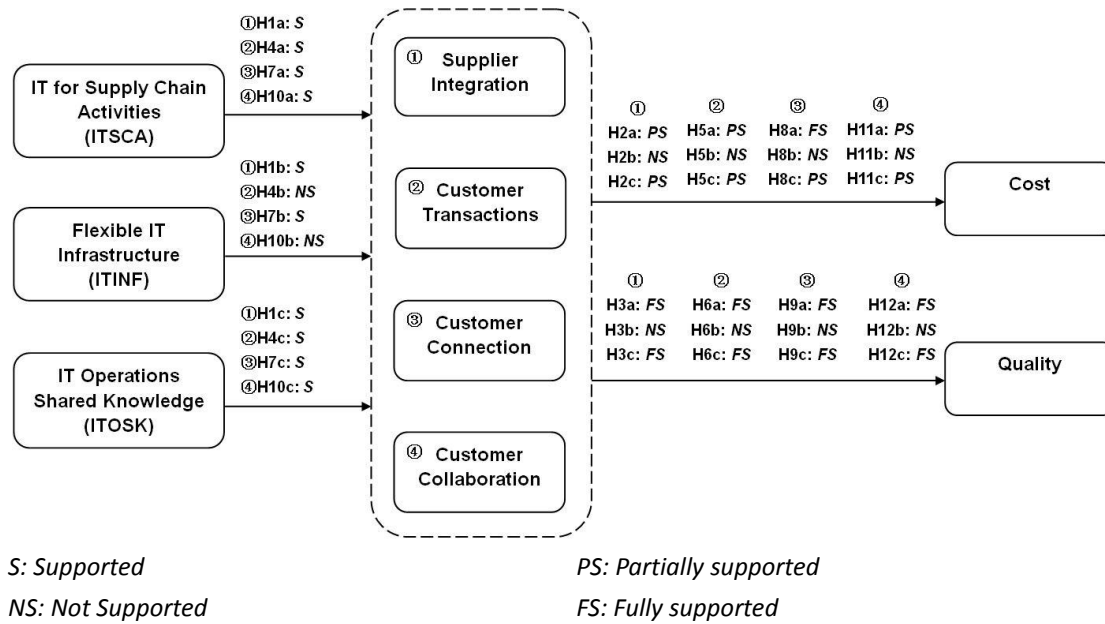 ①H1a: S
②H4a: S
③H7a: S
④H10a: S
IT for Supply Chain
Activities
(ITSCA)
①H1b: S
②H4b: NS
③H7b: S
④H10b: NS
Flexible IT
Infrastructure
(ITINF)
①H1c: S
②H4c: S
③H7c: S
④H10c: S
IT Operations
Shared Knowledge
(ITOSK)
① Supplier
Integration
② Customer
Transactions
③ Customer
Connection
④ Customer
Collaboration
① ② ③ ④
H2a: PS H5a: PS H8a: FS H11a: PS
H2b: NS H5b: NS H8b: NS H11b: NS
H2c: PS H5c: PS H8c: PS H11c: PS
Cost
① ② ③ ④
H3a: FS H6a: FS H9a: FS H12a: FS
H3b: NS H6b: NS H9b: NS H12b: NS
H3c: FS H6c: FS H9c: FS H12c: FS
Quality
S: Supported PS: Partially supported
NS: Not Supported FS: Fully supported